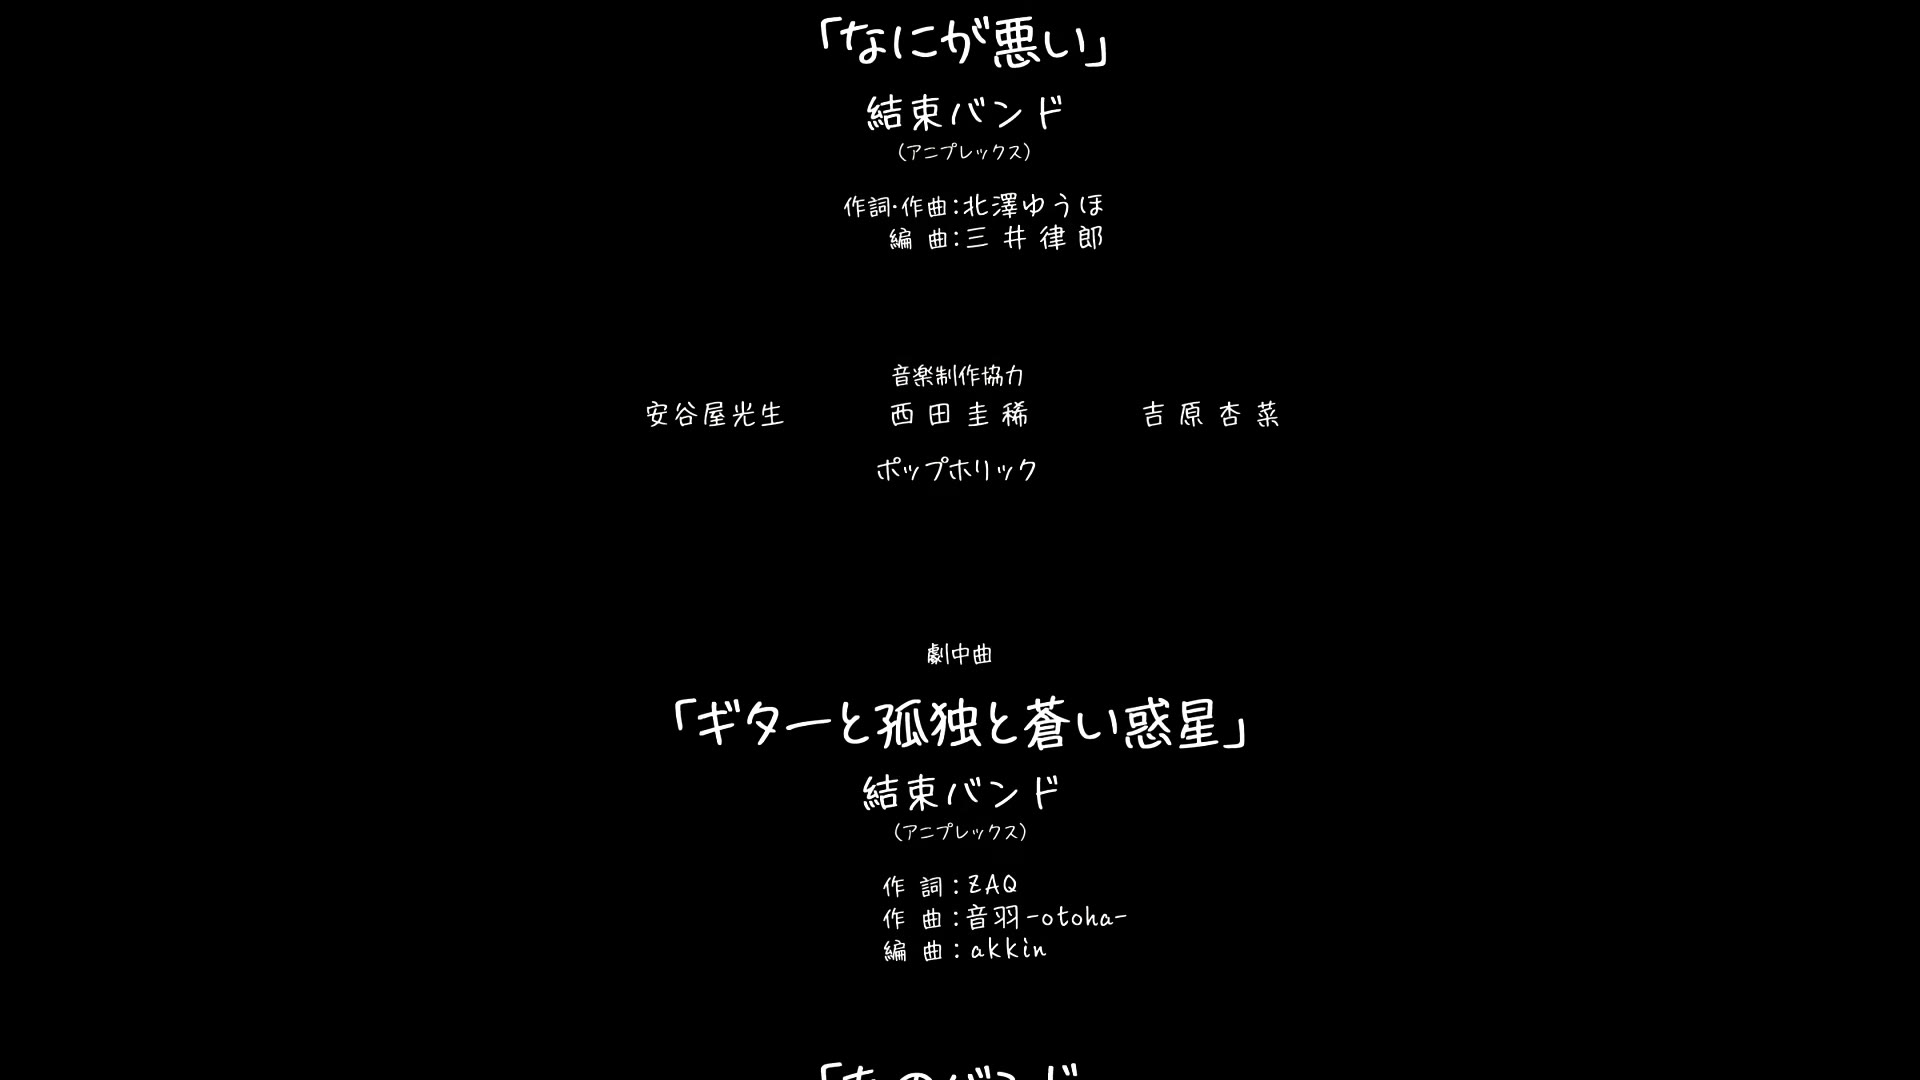 「なにが悪い」
結束バンド
(アニプレックス)
作詞・作曲:北澤ゆうほ
編曲:三井律郎
音楽制作協力
安谷屋光生 西田圭稀 吉原杏菜
ポップホリック
劇中曲
「ギターと孤独と蒼い惑星」
結束バンド
(アニプレックス)
作詞:ZAQ
作曲:音羽-otoha-
編曲:akkin
「あのバンド